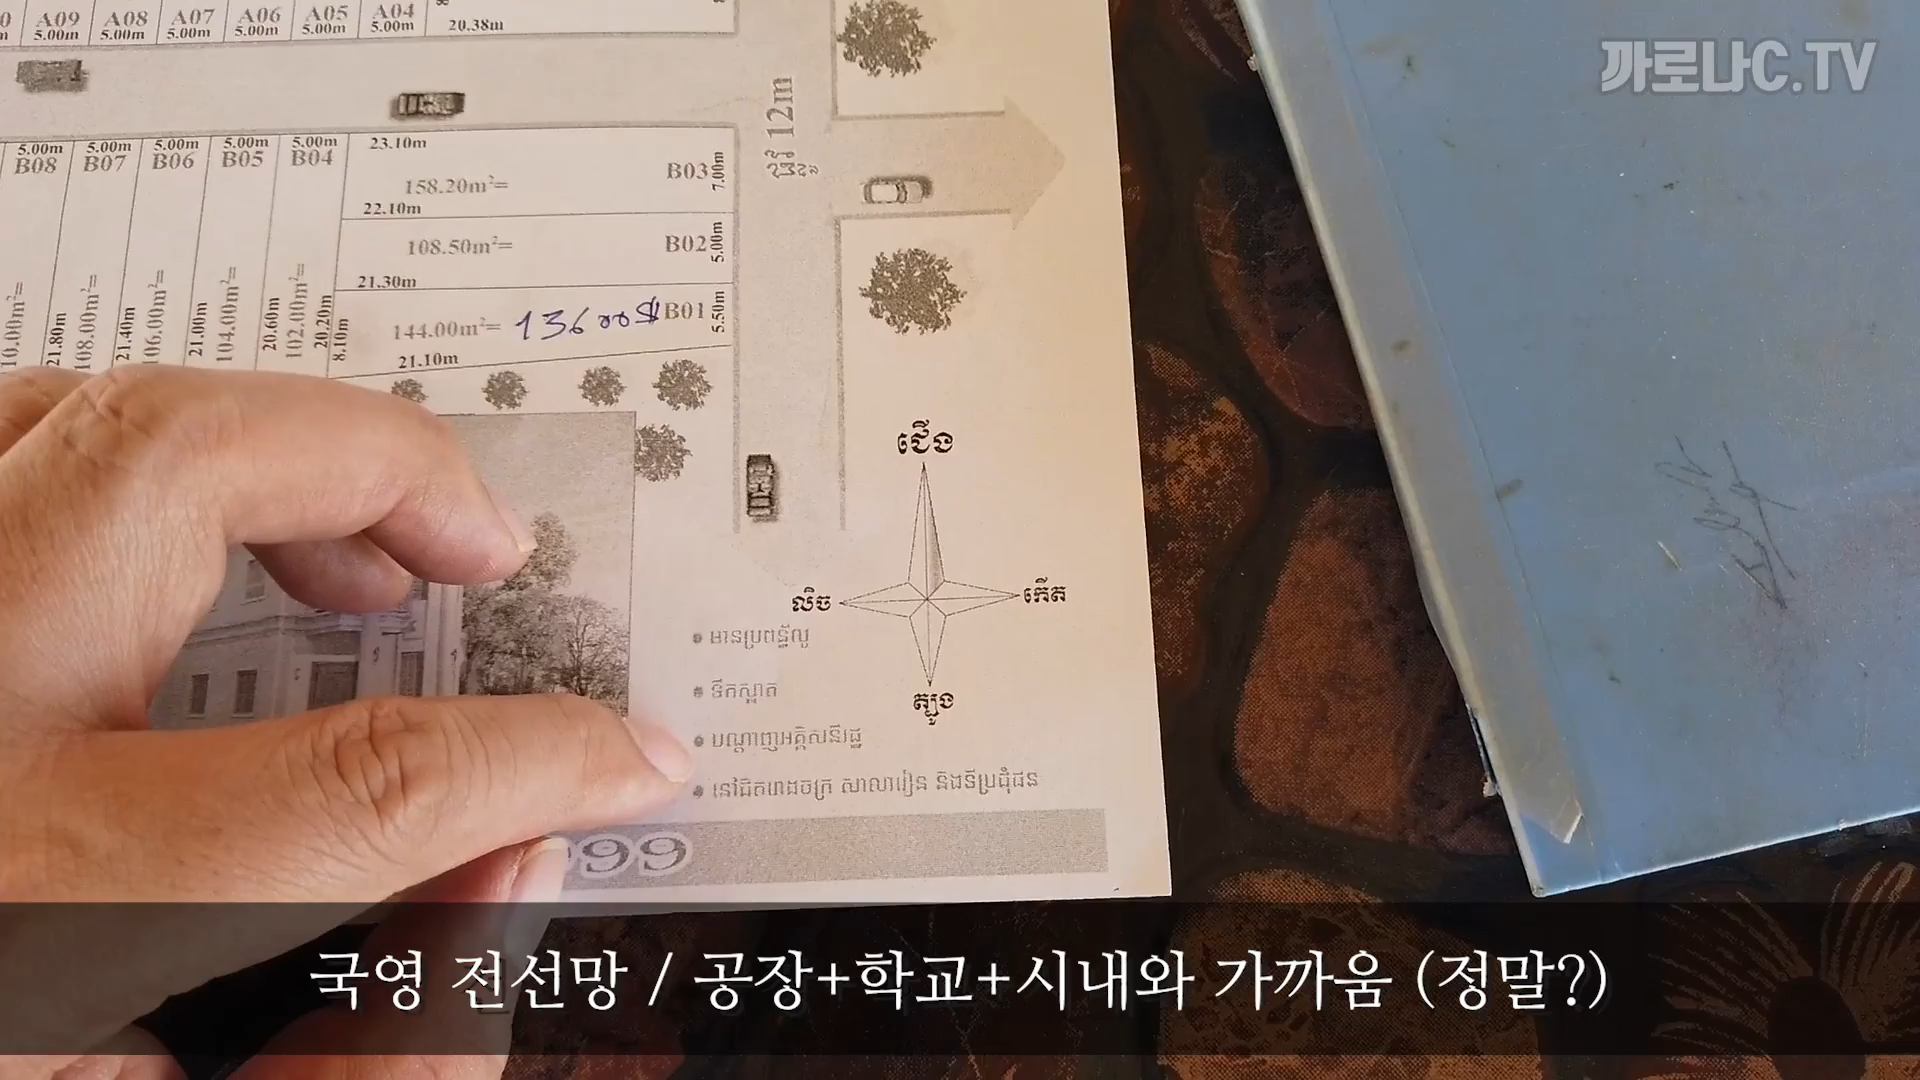 까로나C.TV
A09 A08 A07 A06 A05 A04
5.00m 5.00m 5.00m 5.00m 5.00m 5.00m 20.38m
ផ្លូវ 12m
5.00m 5.00m 5.00m 5.00m 5.00m 23.10m
B08 B07 B06 B05 B04
158.20m²= B03 7.00m
22.10m
108.50m²= B02 5.00m
21.30m
144.00m²= 13600$ B01 5.50m
21.10m
21.80m 108.00m²= 21.40m 106.00m²= 21.00m 104.00m²= 20.60m 102.00m²= 20.20m 8.10m
ជើង
លិច កើត
ត្បូង
មានប្រពន្ធ័លូ
ទឹកស្អាត
បណ្តាញអគ្គិសនីរដ្ឋ
នៅជិតរោងចក្រ សាលារៀន និងទីប្រជុំជន
99
국영 전선망 / 공장+학교+시내와 가까움 (정말?)